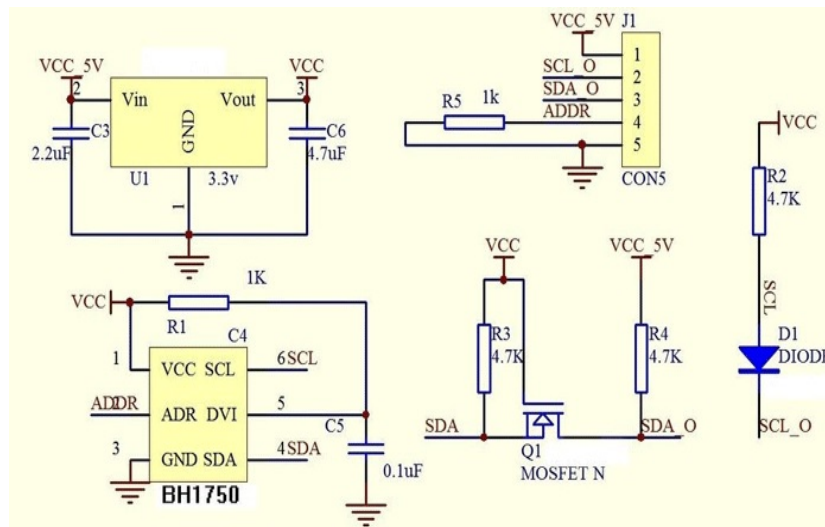 VCC_5V
VCC
2
3
Vin
Vout
GND
C3
2.2uF
C6
4.7uF
U1
3.3v
1
VCC_5V
J1
1
SCL_O
2
SDA_O
3
R5
1k
ADDR
4
5
CON5
VCC
R2
4.7K
SCL
D1
DIODE
SCL_O
VCC
1K
R1
C4
1
VCC
SCL
6
SCL
ADDR
2
ADR
DVI
5
C5
3
GND
SDA
4
SDA
0.1uF
BH1750
VCC
VCC_5V
R3
4.7K
R4
4.7K
SDA
SDA_O
Q1
MOSFET N